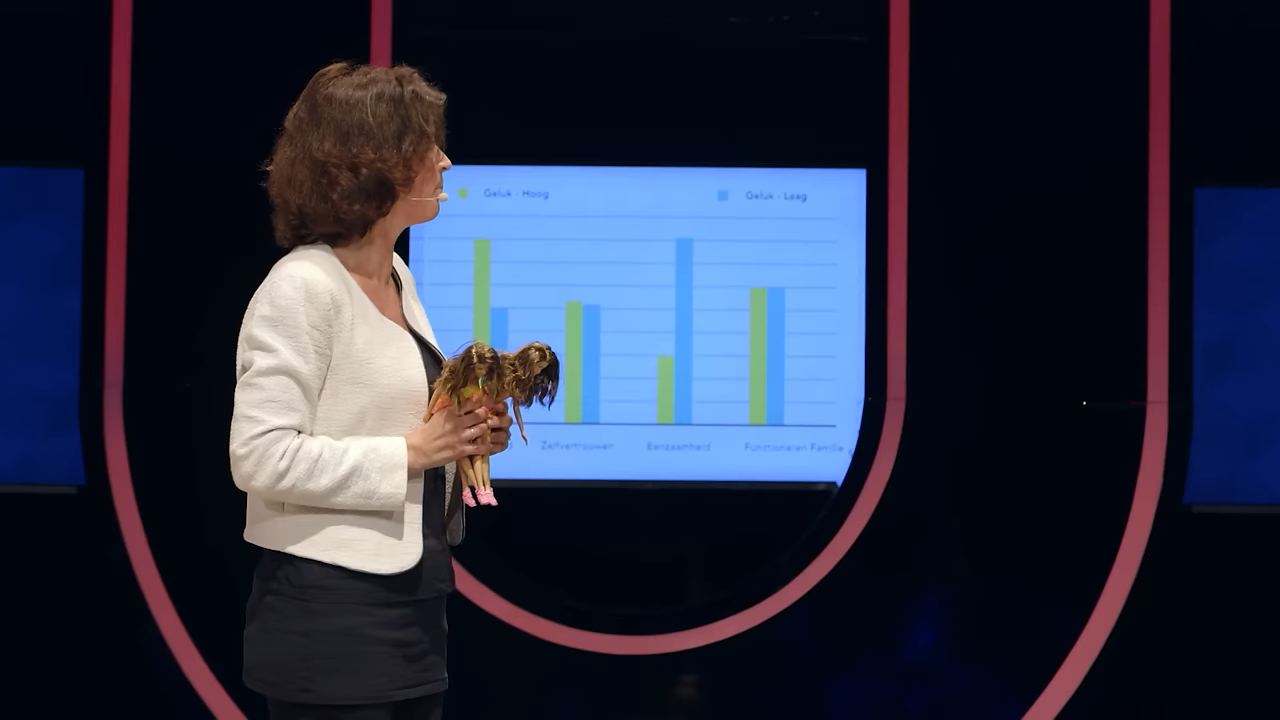 Geluk - Hoog
Geluk - Laag
Zelfvertrouwen
Eenzaamheid
Functioneren Familie